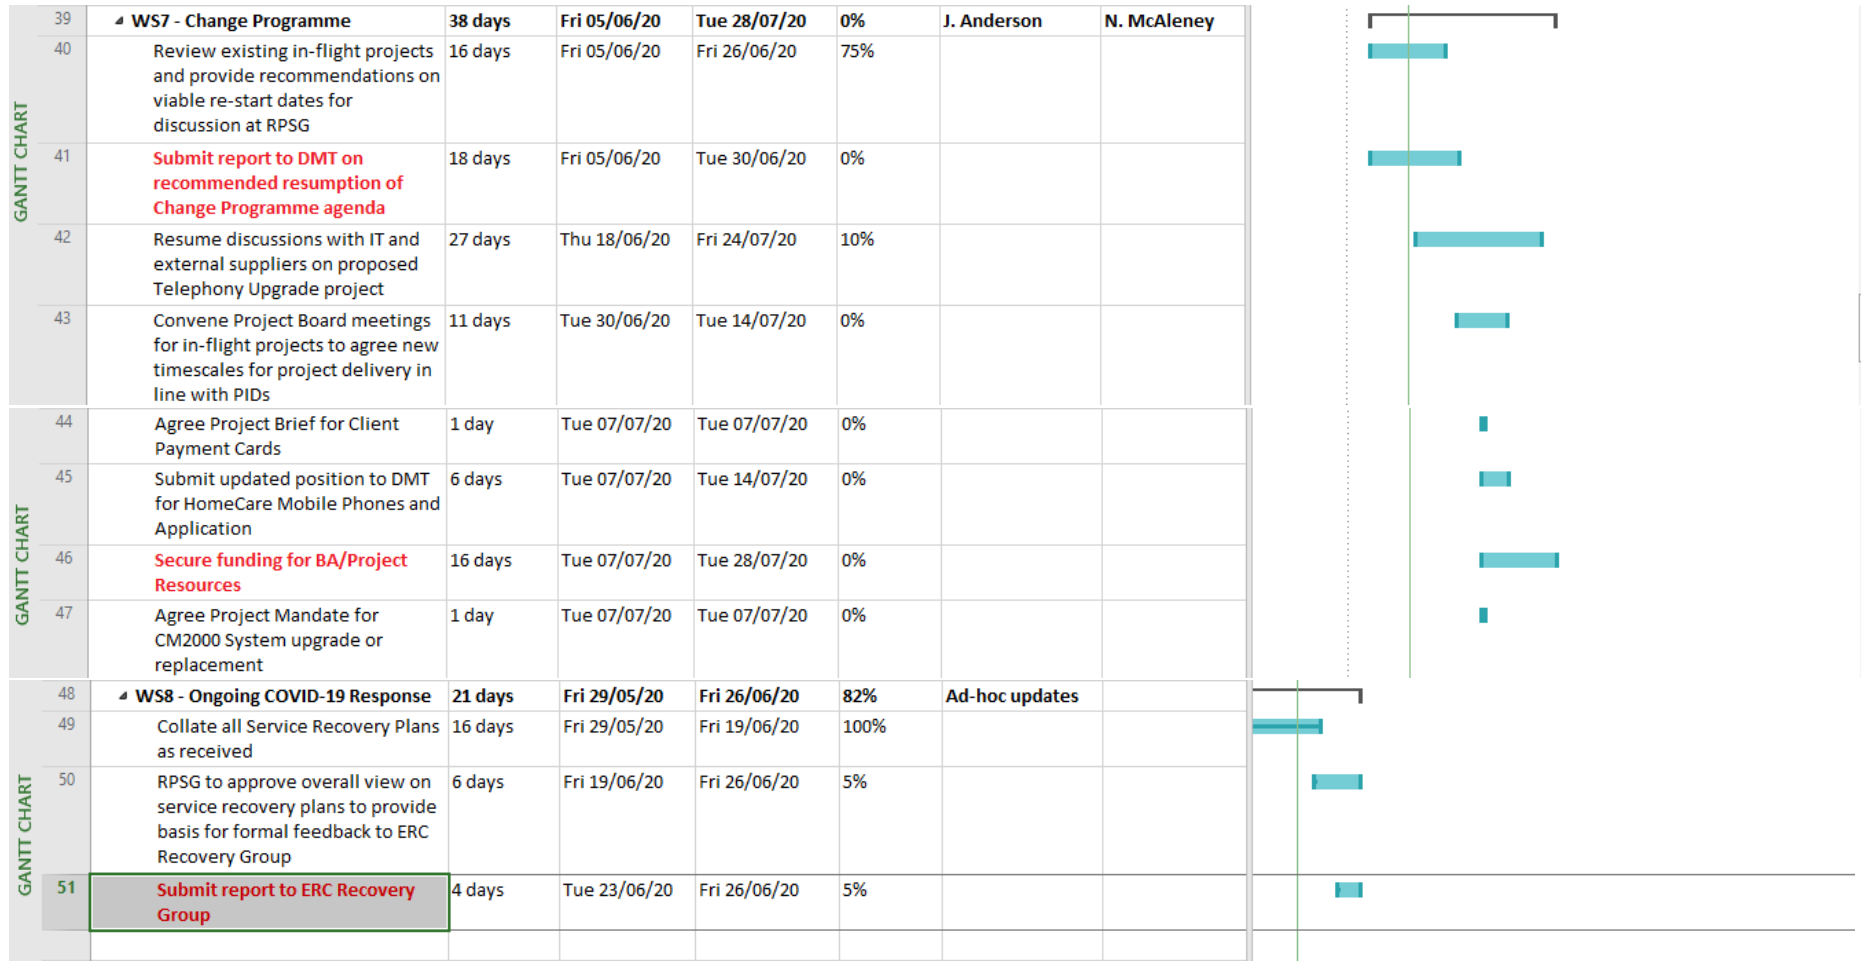 GANTT CHART
39 WS7 - Change Programme 38 days Fri 05/06/20 Tue 28/07/20 0% J. Anderson N. McAleney
40 Review existing in-flight projects 16 days Fri 05/06/20 Fri 26/06/20 75%
and provide recommendations on
viable re-start dates for
discussion at RPSG
41 Submit report to DMT on 18 days Fri 05/06/20 Tue 30/06/20 0%
recommended resumption of
Change Programme agenda
42 Resume discussions with IT and 27 days Thu 18/06/20 Fri 24/07/20 10%
external suppliers on proposed
Telephony Upgrade project
43 Convene Project Board meetings 11 days Tue 30/06/20 Tue 14/07/20 0%
for in-flight projects to agree new
timescales for project delivery in
line with PIDs
GANTT CHART
44 Agree Project Brief for Client 1 day Tue 07/07/20 Tue 07/07/20 0%
Payment Cards
45 Submit updated position to DMT 6 days Tue 07/07/20 Tue 14/07/20 0%
for HomeCare Mobile Phones and
Application
46 Secure funding for BA/Project 16 days Tue 07/07/20 Tue 28/07/20 0%
Resources
47 Agree Project Mandate for 1 day Tue 07/07/20 Tue 07/07/20 0%
CM2000 System upgrade or
replacement
GANTT CHART
48 WS8 - Ongoing COVID-19 Response 21 days Fri 29/05/20 Fri 26/06/20 82% Ad-hoc updates
49 Collate all Service Recovery Plans 16 days Fri 29/05/20 Fri 19/06/20 100%
as received
50 RPSG to approve overall view on 6 days Fri 19/06/20 Fri 26/06/20 5%
service recovery plans to provide
basis for formal feedback to ERC
Recovery Group
51 Submit report to ERC Recovery 4 days Tue 23/06/20 Fri 26/06/20 5%
Group